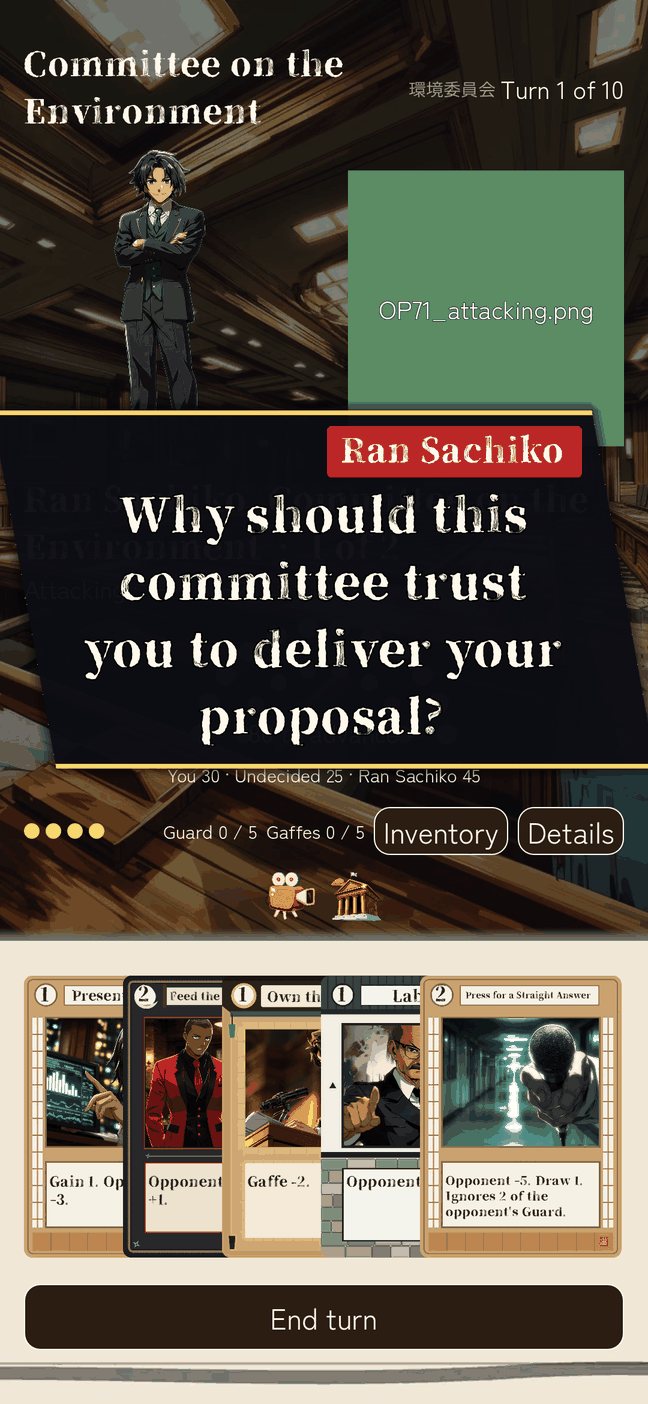 Committee on the
Environment
環境委員会 Turn 1 of 10
OP71_attacking.png
Ran Sachiko
Why should this
committee trust
you to deliver your
proposal?
You 30 · Undecided 25 · Ran Sachiko 45
Guard 0 / 5 Gaffes 0 / 5
Inventory
Details
1 Presen
Gain 1. Op
-3.
2 Feed the
Opponent
+1.
1 Own th
Gaffe -2.
1 Lab
Opponent
2 Press for a Straight Answer
Opponent -5. Draw 1.
Ignores 2 of the
opponent's Guard.
End turn